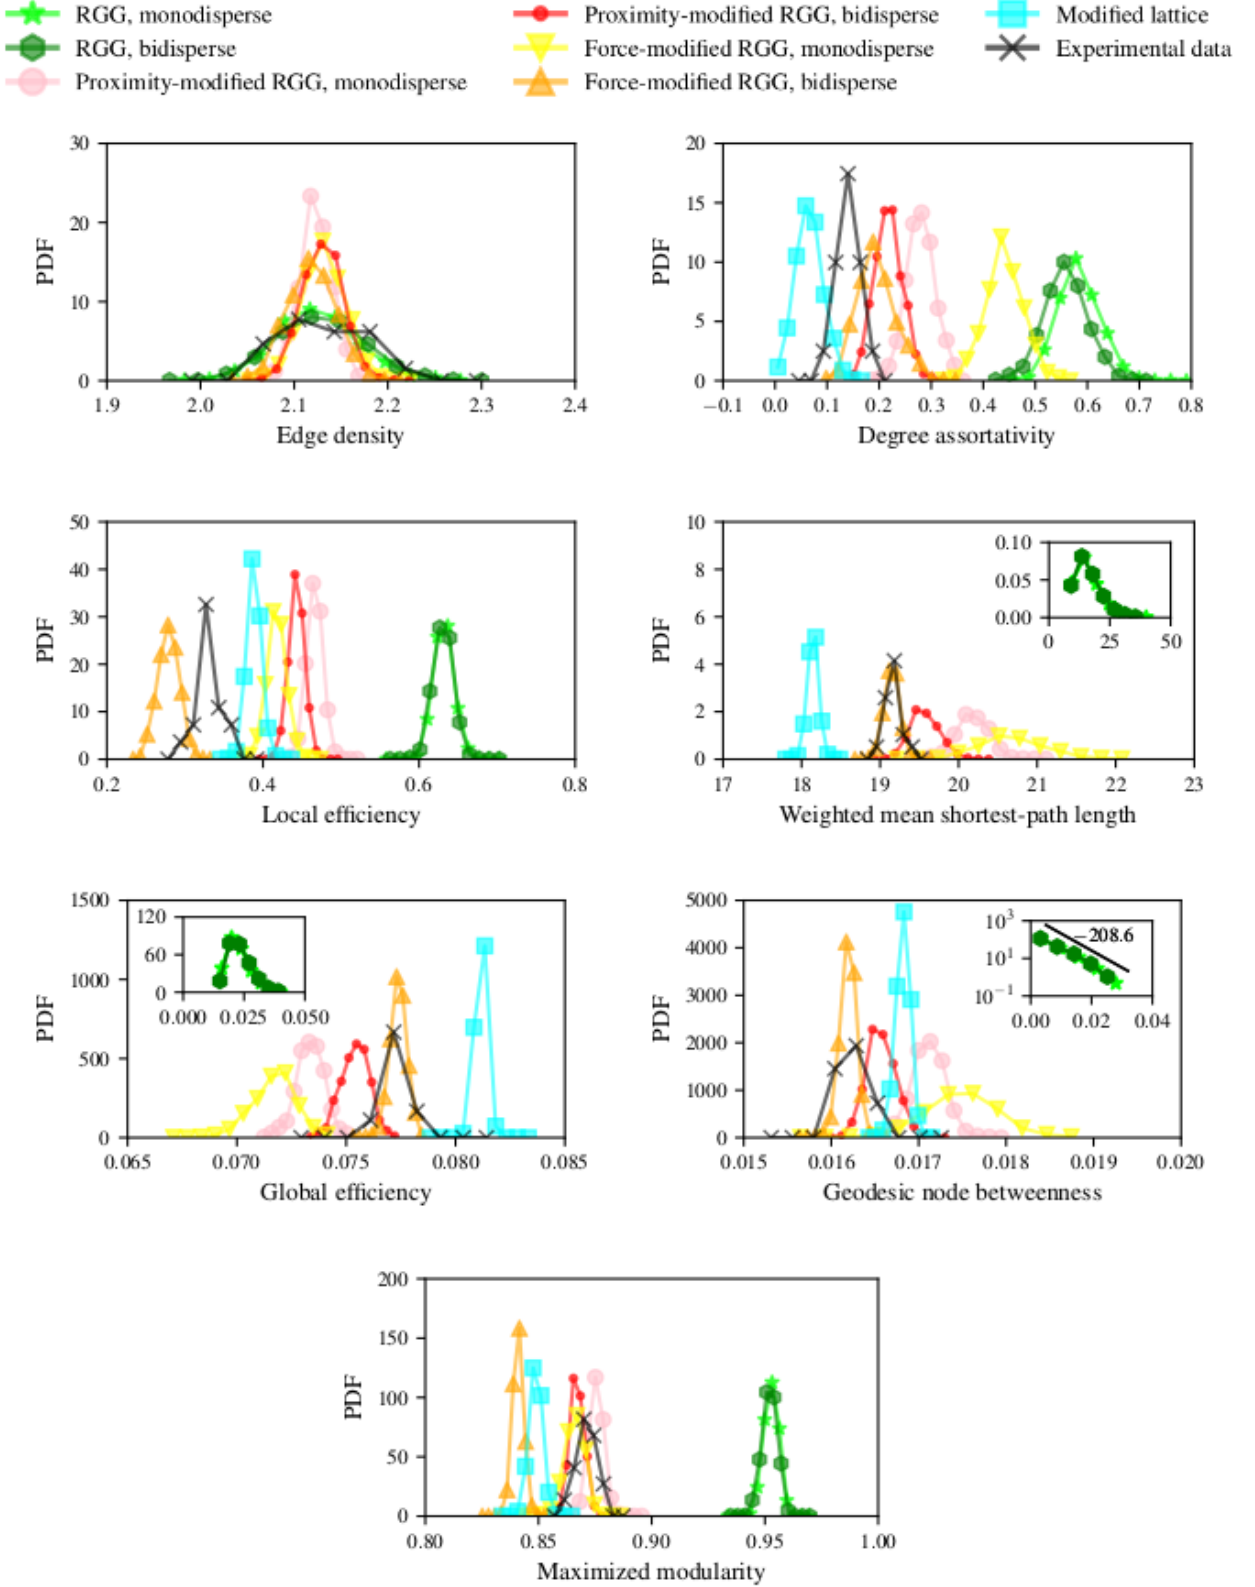 RGG, monodisperse
RGG, bidisperse
Proximity-modified RGG, monodisperse
Proximity-modified RGG, bidisperse
Force-modified RGG, monodisperse
Force-modified RGG, bidisperse
Modified lattice
Experimental data
30
20
10
0
PDF
1.9 2.0 2.1 2.2 2.3 2.4
Edge density
20
15
10
5
0
PDF
−0.1 0.0 0.1 0.2 0.3 0.4 0.5 0.6 0.7 0.8
Degree assortativity
50
40
30
20
10
0
PDF
0.2 0.4 0.6 0.8
Local efficiency
10
8
6
4
2
0
PDF
0.10
0.05
0.00
0 25 50
17 18 19 20 21 22 23
Weighted mean shortest-path length
1500
1000
500
0
PDF
120
60
0
0.000 0.025 0.050
0.065 0.070 0.075 0.080 0.085
Global efficiency
5000
4000
3000
2000
1000
0
PDF
10³
10¹
10⁻¹
−208.6
0.00 0.02 0.04
0.015 0.016 0.017 0.018 0.019 0.020
Geodesic node betweenness
200
150
100
50
0
PDF
0.80 0.85 0.90 0.95 1.00
Maximized modularity